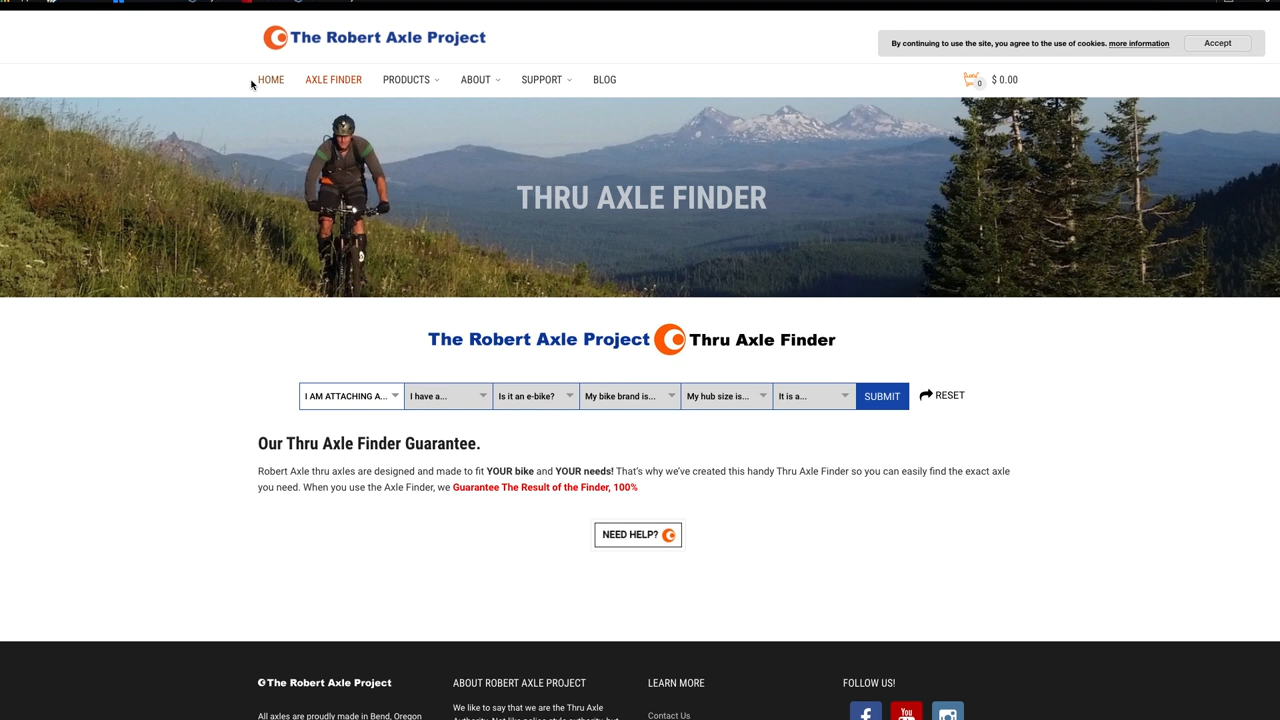 The Robert Axle Project
By continuing to use the site, you agree to the use of cookies. more information
Accept
HOME AXLE FINDER PRODUCTS ABOUT SUPPORT BLOG
0 $ 0.00
THRU AXLE FINDER
The Robert Axle Project Thru Axle Finder
I AM ATTACHING A... I have a... Is it an e-bike? My bike brand is... My hub size is... It is a... SUBMIT RESET
Our Thru Axle Finder Guarantee.
Robert Axle thru axles are designed and made to fit YOUR bike and YOUR needs! That's why we've created this handy Thru Axle Finder so you can easily find the exact axle
you need. When you use the Axle Finder, we Guarantee The Result of the Finder, 100%
NEED HELP?
The Robert Axle Project
ABOUT ROBERT AXLE PROJECT
LEARN MORE
FOLLOW US!
All axles are proudly made in Bend, Oregon
We like to say that we are the Thru Axle
Contact Us
You